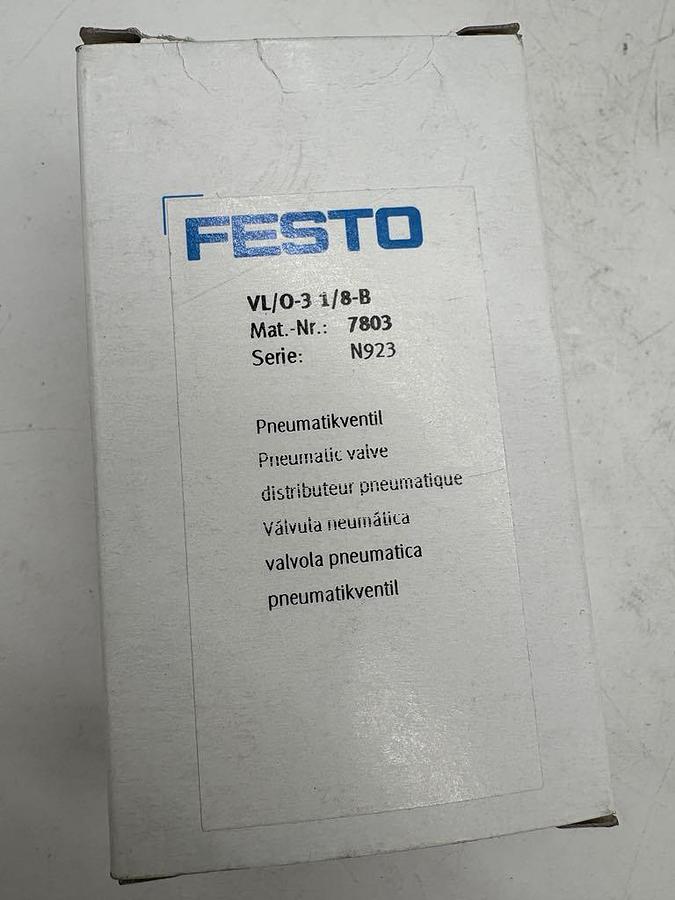 FESTO
VL/O-3 1/8-B
Mat.-Nr.: 7803
Serie: N923
Pneumatikventil
Pneumatic valve
distributeur pneumatique
Válvula neumática
valvola pneumatica
pneumatikventil